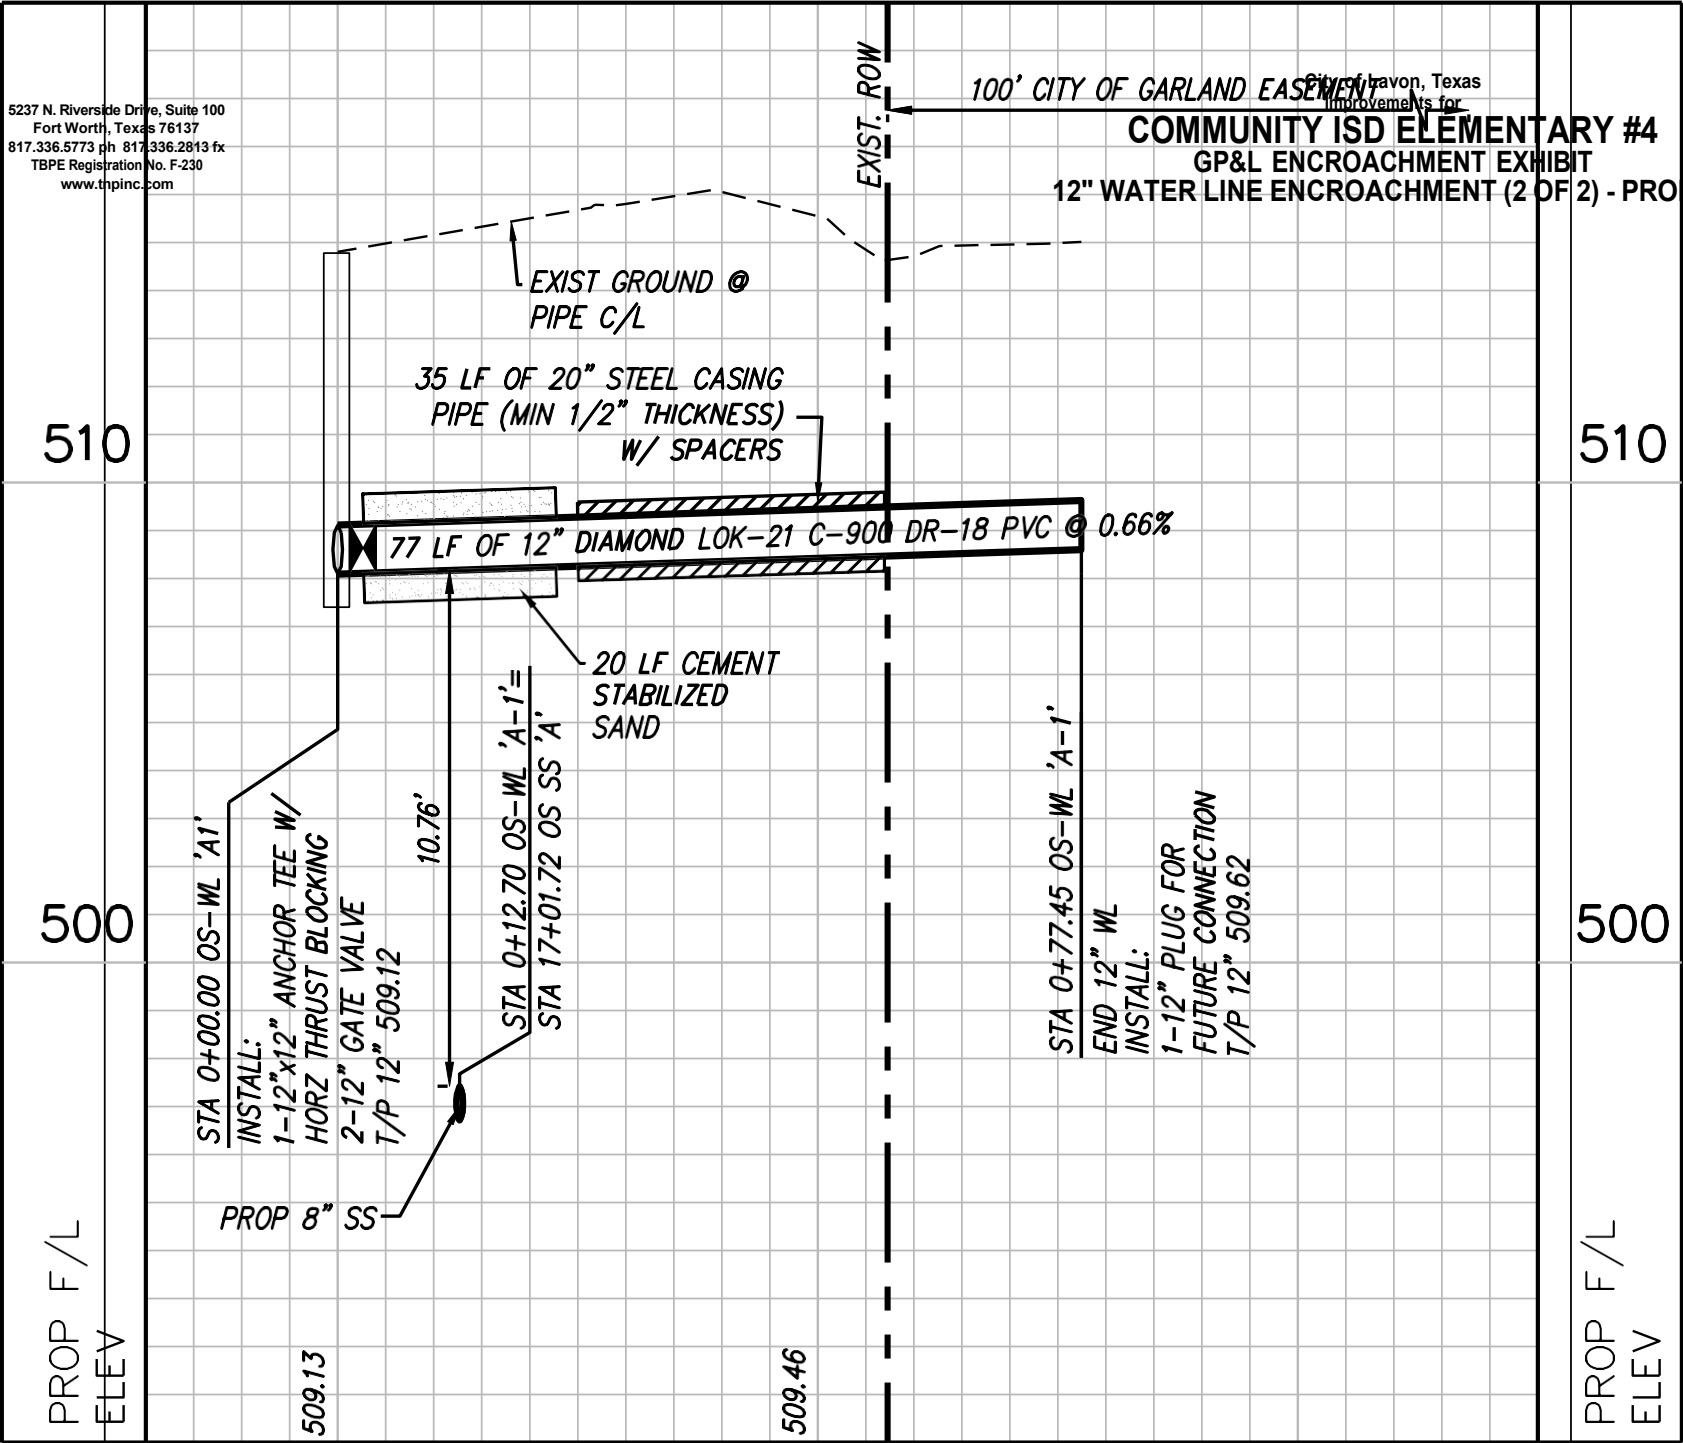 5237 N. Riverside Drive, Suite 100
Fort Worth, Texas 76137
817.336.5773 ph 817.336.2813 fx
TBPE Registration No. F-230
www.tnpinc.com
City of Lavon, Texas
Improvements for
COMMUNITY ISD ELEMENTARY #4
GP&L ENCROACHMENT EXHIBIT
12" WATER LINE ENCROACHMENT (2 OF 2) - PRO
EXIST. ROW
100' CITY OF GARLAND EASEMENT
EXIST GROUND @
PIPE C/L
35 LF OF 20" STEEL CASING
PIPE (MIN 1/2" THICKNESS)
W/ SPACERS
510
510
77 LF OF 12" DIAMOND LOK-21 C-900 DR-18 PVC @ 0.66%
20 LF CEMENT
STABILIZED
SAND
10.76'
STA 0+12.70 OS-WL 'A-1'=
STA 17+01.72 OS SS 'A'
STA 0+00.00 OS-WL 'A1'
INSTALL:
1-12"x12" ANCHOR TEE W/
HORZ THRUST BLOCKING
2-12" GATE VALVE
T/P 12" 509.12
STA 0+77.45 OS-WL 'A-1'
END 12" WL
INSTALL:
1-12" PLUG FOR
FUTURE CONNECTION
T/P 12" 509.62
500
500
PROP 8" SS
PROP F/L
ELEV
509.13
509.46
PROP F/L
ELEV